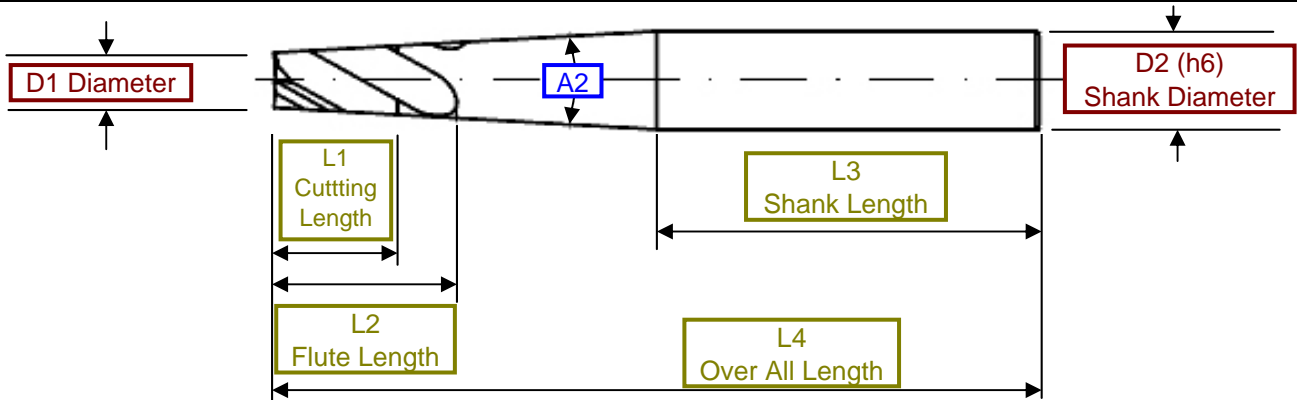 D1 Diameter
A2
D2 (h6)
Shank Diameter
L1
Cuttting
Length
L3
Shank Length
L2
Flute Length
L4
Over All Length